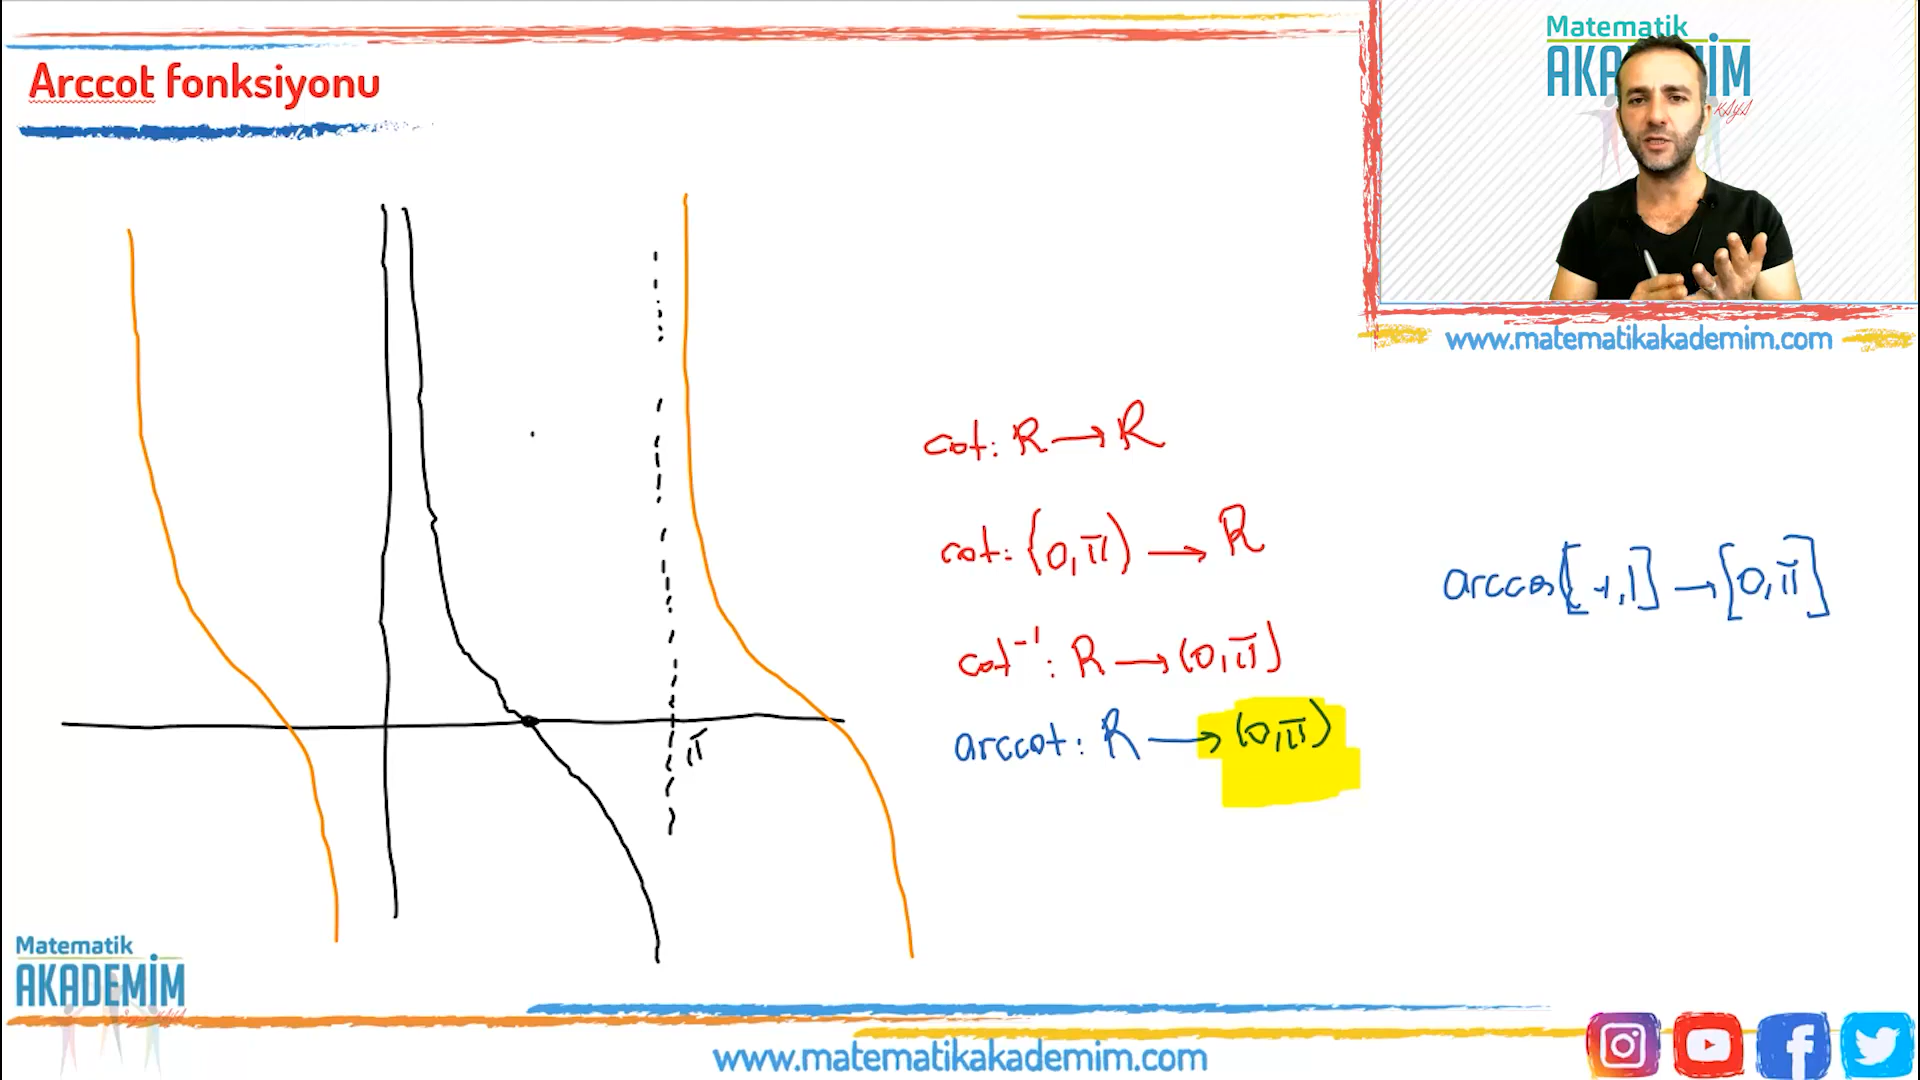 Arccot fonksiyonu
Matematik
AKADEMİM
KAYA
www.matematikakademim.com
cot: R → R
cot: (0, π) → R
cot⁻¹: R → (0, π)
arccot: R → (0, π)
arccos [-1, 1] → [0, π]
π
Matematik
AKADEMİM
www.matematikakademim.com